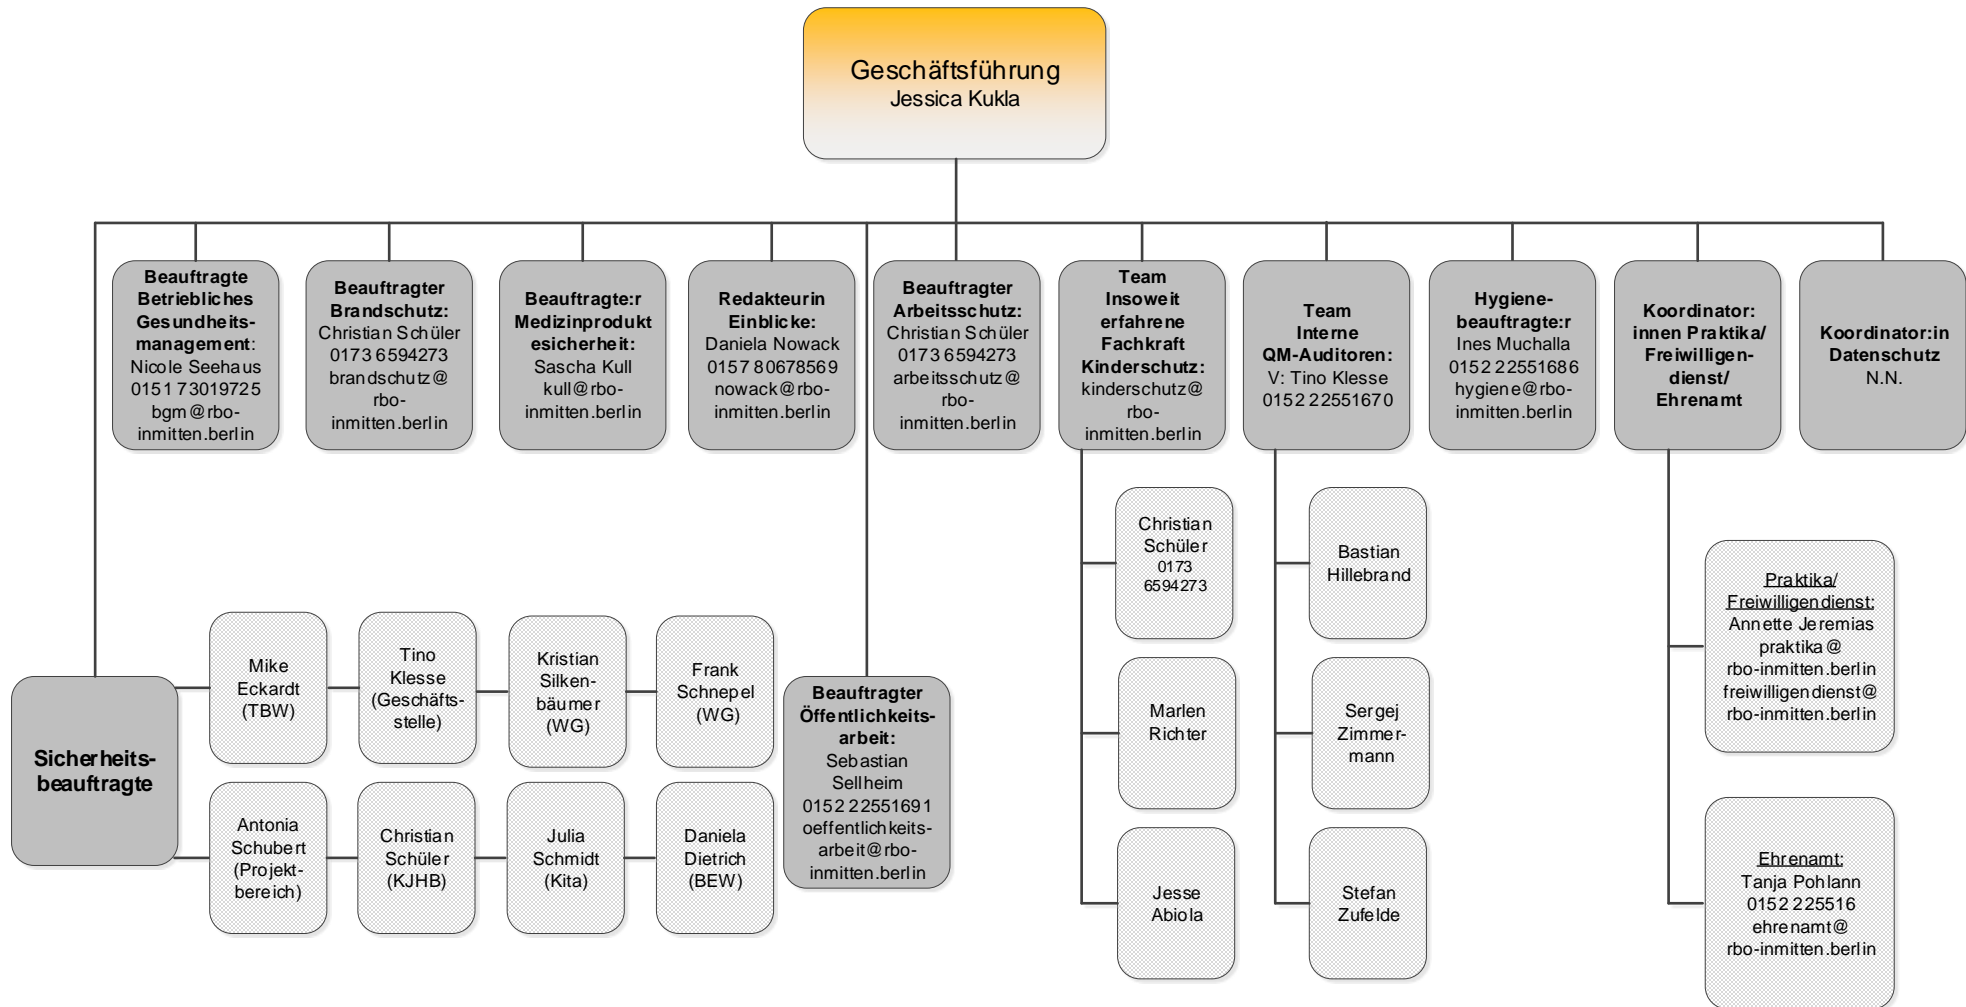 Geschäftsführung
Jessica Kukla
Beauftragte
Betriebliches
Gesundheits-
management:
Nicole Seehaus
0151 73019725
bgm@rbo-
inmitten.berlin
Beauftragter
Brandschutz:
Christian Schüler
0173 6594273
brandschutz@
rbo-
inmitten.berlin
Beauftragte:r
Medizinprodukt
esicherheit:
Sascha Kull
kull@rbo-
inmitten.berlin
Redakteurin
Einblicke:
Daniela Nowack
0157 80678569
nowack@rbo-
inmitten.berlin
Beauftragter
Arbeitsschutz:
Christian Schüler
0173 6594273
arbeitsschutz@
rbo-
inmitten.berlin
Team
Insoweit
erfahrene
Fachkraft
Kinderschutz:
kinderschutz@
rbo-
inmitten.berlin
Team
Interne
QM-Auditoren:
V: Tino Klesse
0152 22551670
Hygiene-
beauftragte:r
Ines Muchalla
0152 22551686
hygiene@rbo-
inmitten.berlin
Koordinator:
innen Praktika/
Freiwilligen-
dienst/
Ehrenamt
Koordinator:in
Datenschutz
N.N.
Christian
Schüler
0173
6594273
Marlen
Richter
Jesse
Abiola
Bastian
Hillebrand
Sergej
Zimmer-
mann
Stefan
Zufelde
Praktika/
Freiwilligendienst:
Annette Jeremias
praktika@
rbo-inmitten.berlin
freiwilligendienst@
rbo-inmitten.berlin
Ehrenamt:
Tanja Pohlann
0152 225516
ehrenamt@
rbo-inmitten.berlin
Sicherheits-
beauftragte
Mike
Eckardt
(TBW)
Tino
Klesse
(Geschäfts-
stelle)
Kristian
Silken-
bäumer
(WG)
Frank
Schnepel
(WG)
Antonia
Schubert
(Projekt-
bereich)
Christian
Schüler
(KJHB)
Julia
Schmidt
(Kita)
Daniela
Dietrich
(BEW)
Beauftragter
Öffentlichkeits-
arbeit:
Sebastian
Sellheim
0152 22551691
oeffentlichkeits-
arbeit@rbo-
inmitten.berlin